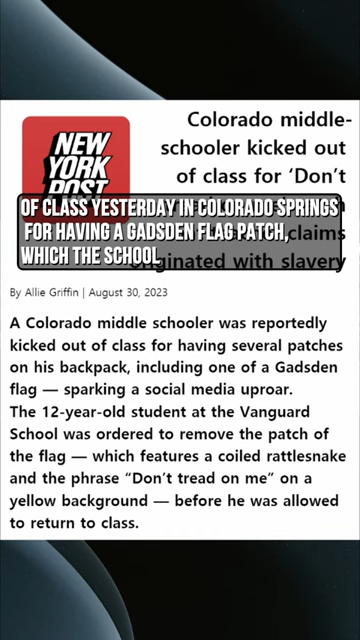 NEW
YORK
POST
Colorado middle-
schooler kicked out
of class for ‘Don’t
claims
originated with slavery
OF CLASS YESTERDAY IN COLORADO SPRINGS
FOR HAVING A GADSDEN FLAG PATCH,
WHICH THE SCHOOL
By Allie Griffin | August 30, 2023
A Colorado middle schooler was reportedly
kicked out of class for having several patches
on his backpack, including one of a Gadsden
flag — sparking a social media uproar.
The 12-year-old student at the Vanguard
School was ordered to remove the patch of
the flag — which features a coiled rattlesnake
and the phrase “Don’t tread on me” on a
yellow background — before he was allowed
to return to class.